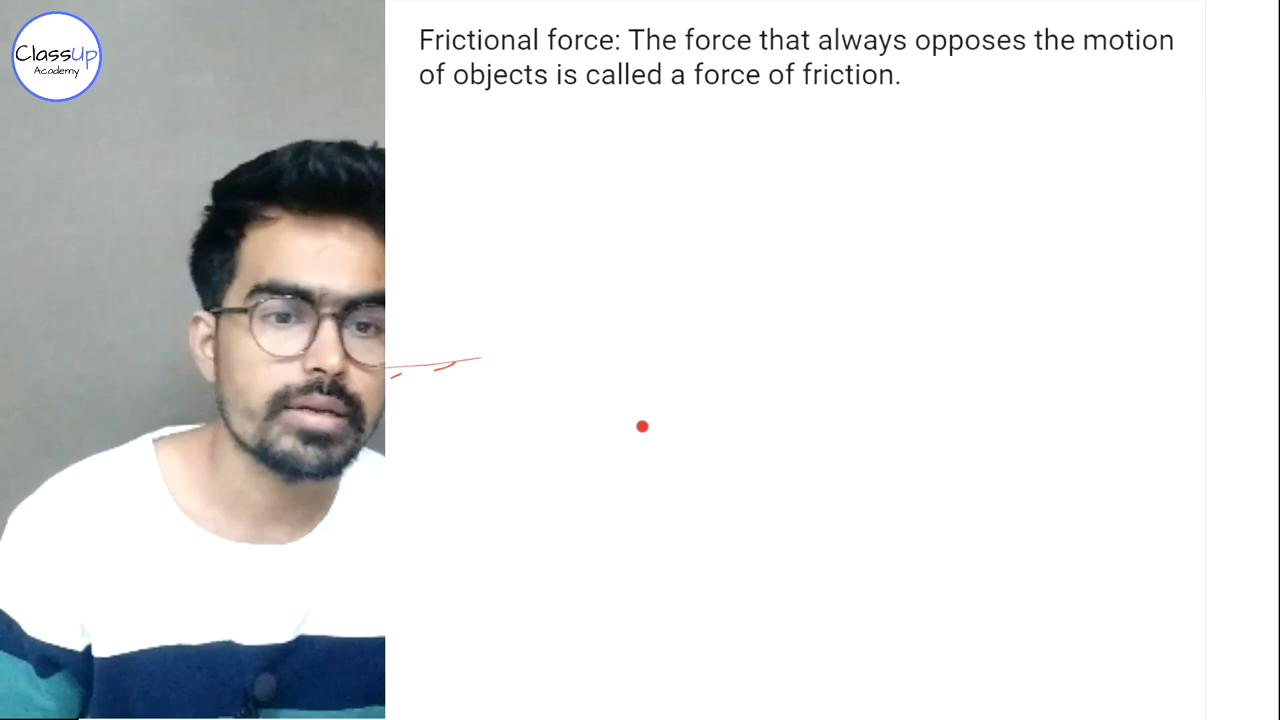 ClassUp
Academy
Frictional force: The force that always opposes the motion
of objects is called a force of friction.